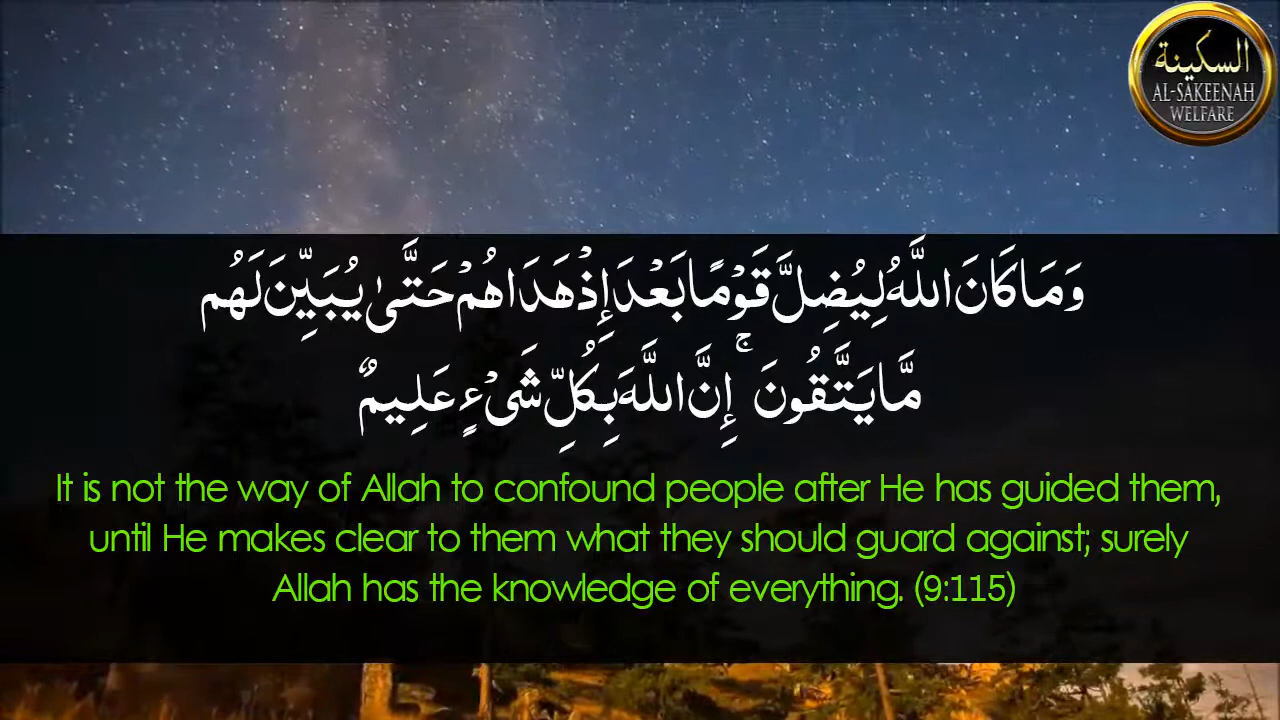 السكينة
AL-SAKEENAH
WELFARE
وَمَا كَانَ اللَّهُ لِيُضِلَّ قَوْمًا بَعْدَ إِذْ هَدَاهُمْ حَتَّىٰ يُبَيِّنَ لَهُم
مَّا يَتَّقُونَ ۚ إِنَّ اللَّهَ بِكُلِّ شَيْءٍ عَلِيمٌ
It is not the way of Allah to confound people after He has guided them,
until He makes clear to them what they should guard against; surely
Allah has the knowledge of everything. (9:115)